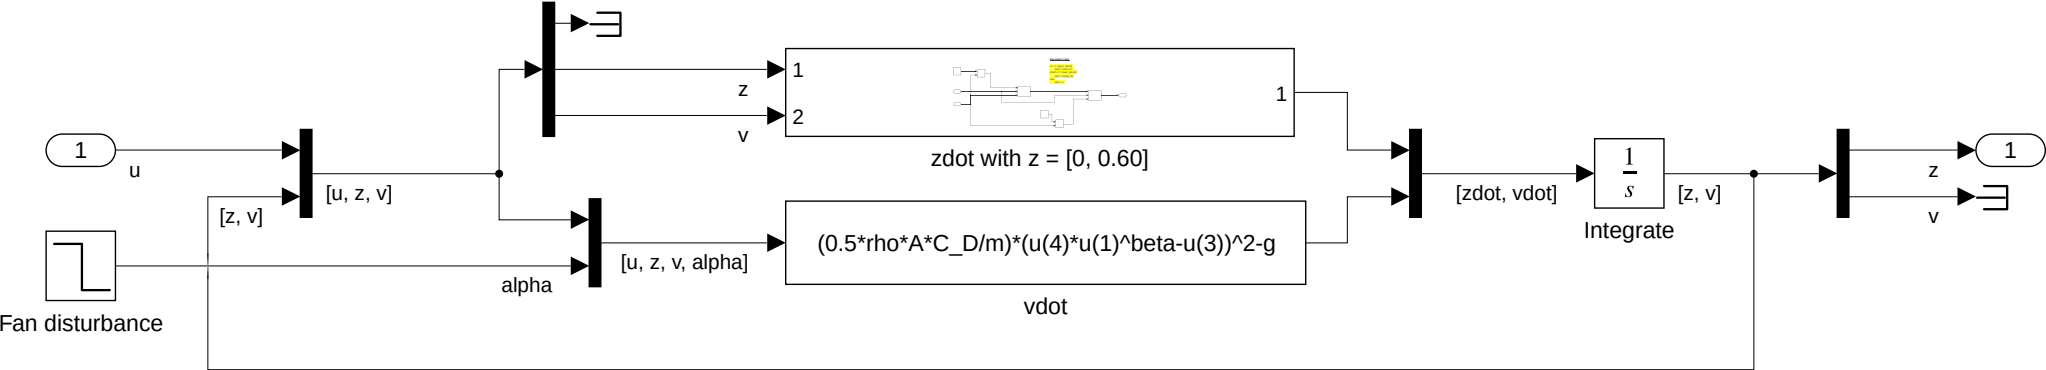 z
v
1
2
1
zdot with z = [0, 0.60]
1
u
[z, v]
[u, z, v]
Fan disturbance
alpha
[u, z, v, alpha]
(0.5*rho*A*C_D/m)*(u(4)*u(1)^beta-u(3))^2-g
vdot
[zdot, vdot]
1
s
Integrate
[z, v]
z
v
1